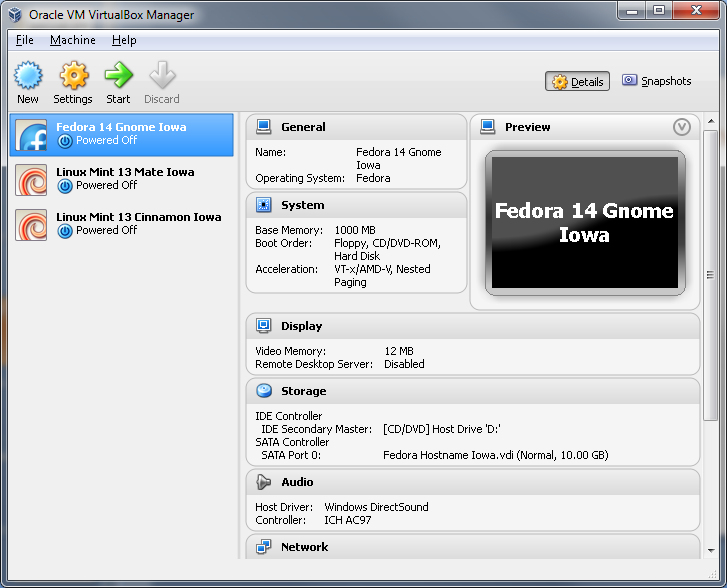 Oracle VM VirtualBox Manager
File Machine Help
New Settings Start Discard
Details Snapshots
Fedora 14 Gnome Iowa
Powered Off
Linux Mint 13 Mate Iowa
Powered Off
Linux Mint 13 Cinnamon Iowa
Powered Off
General
Name: Fedora 14 Gnome
Iowa
Operating System: Fedora
System
Base Memory: 1000 MB
Boot Order: Floppy, CD/DVD-ROM,
Hard Disk
Acceleration: VT-x/AMD-V, Nested
Paging
Preview
Fedora 14 Gnome
Iowa
Display
Video Memory: 12 MB
Remote Desktop Server: Disabled
Storage
IDE Controller
IDE Secondary Master: [CD/DVD] Host Drive 'D:'
SATA Controller
SATA Port 0: Fedora Hostname Iowa.vdi (Normal, 10.00 GB)
Audio
Host Driver: Windows DirectSound
Controller: ICH AC97
Network